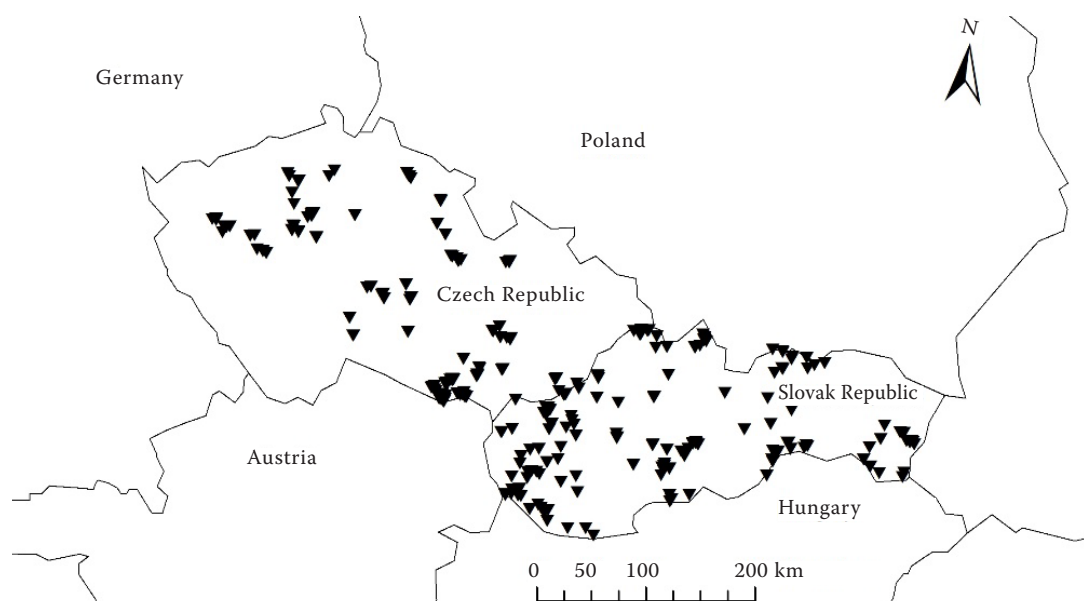 N
Germany
Poland
Czech Republic
Slovak Republic
Austria
Hungary
0 50 100 200 km